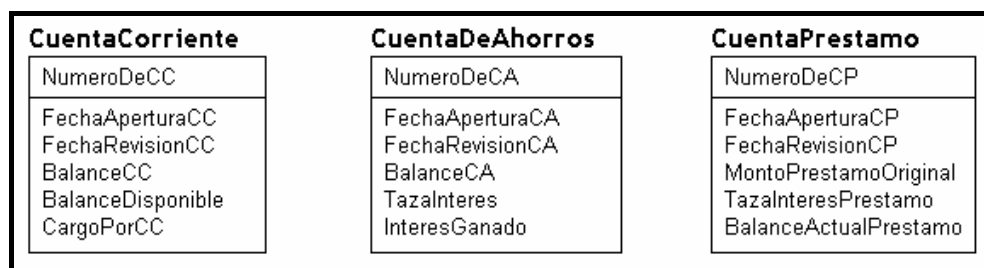 CuentaCorriente
NumeroDeCC
FechaAperturaCC
FechaRevisionCC
BalanceCC
BalanceDisponible
CargoPorCC
CuentaDeAhorros
NumeroDeCA
FechaAperturaCA
FechaRevisionCA
BalanceCA
TazaInteres
InteresGanado
CuentaPrestamo
NumeroDeCP
FechaAperturaCP
FechaRevisionCP
MontoPrestamoOriginal
TazaInteresPrestamo
BalanceActualPrestamo